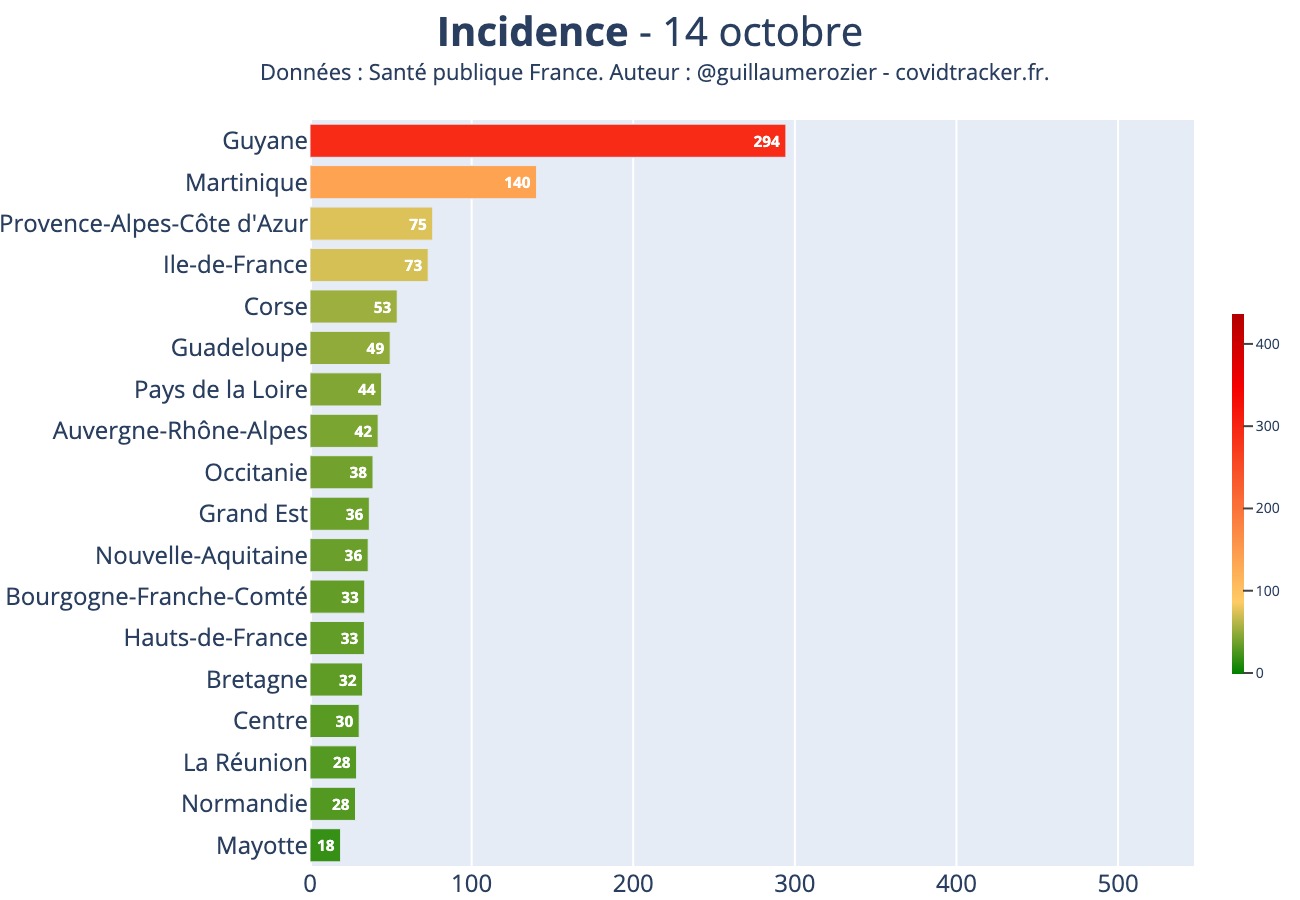 Incidence - 14 octobre
Données : Santé publique France. Auteur : @guillaumerozier - covidtracker.fr.
Guyane 294
Martinique 140
Provence-Alpes-Côte d'Azur 75
Ile-de-France 73
Corse 53
Guadeloupe 49
Pays de la Loire 44
Auvergne-Rhône-Alpes 42
Occitanie 38
Grand Est 36
Nouvelle-Aquitaine 36
Bourgogne-Franche-Comté 33
Hauts-de-France 33
Bretagne 32
Centre 30
La Réunion 28
Normandie 28
Mayotte 18
0 100 200 300 400 500
400
300
200
100
0